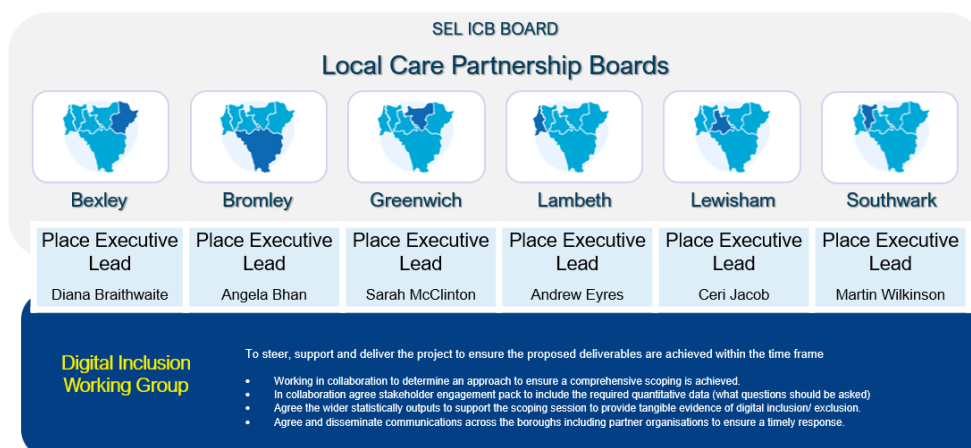 SEL ICB BOARD
Local Care Partnership Boards
Bexley
Bromley
Greenwich
Lambeth
Lewisham
Southwark
Place Executive
Lead
Diana Braithwaite
Place Executive
Lead
Angela Bhan
Place Executive
Lead
Sarah McClinton
Place Executive
Lead
Andrew Eyres
Place Executive
Lead
Ceri Jacob
Place Executive
Lead
Martin Wilkinson
Digital Inclusion
Working Group
To steer, support and deliver the project to ensure the proposed deliverables are achieved within the time frame
• Working in collaboration to determine an approach to ensure a comprehensive scoping is achieved.
• In collaboration agree stakeholder engagement pack to include the required quantitative data (what questions should be asked)
• Agree the wider statistically outputs to support the scoping session to provide tangible evidence of digital inclusion/ exclusion.
• Agree and disseminate communications across the boroughs including partner organisations to ensure a timely response.